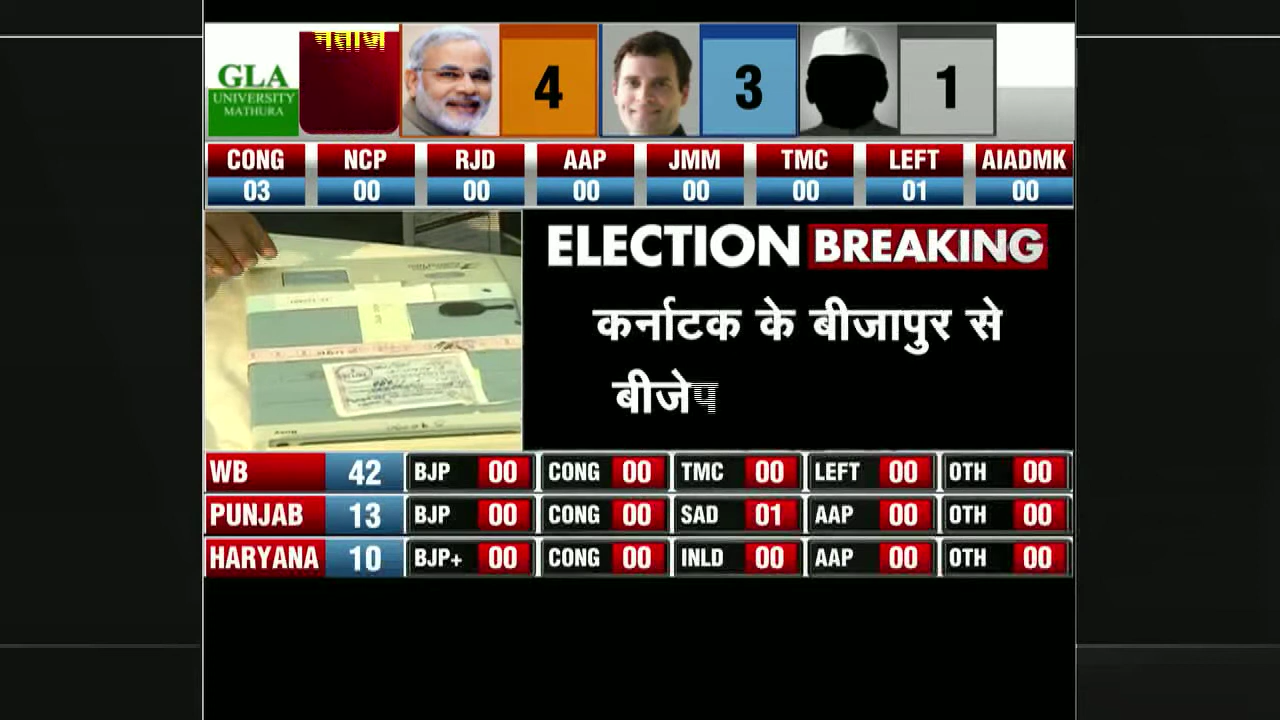 GLA
UNIVERSITY
MATHURA
4
3
1
CONG NCP RJD AAP JMM TMC LEFT AIADMK
03 00 00 00 00 00 01 00
ELECTION BREAKING
कर्नाटक के बीजापुर से
बीजेप
WB 42 BJP 00 CONG 00 TMC 00 LEFT 00 OTH 00
PUNJAB 13 BJP 00 CONG 00 SAD 01 AAP 00 OTH 00
HARYANA 10 BJP+ 00 CONG 00 INLD 00 AAP 00 OTH 00